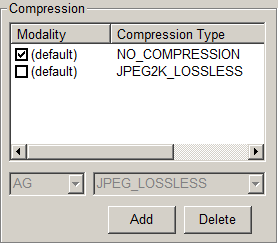 Compression
Modality Compression Type
(default) NO_COMPRESSION
(default) JPEG2K_LOSSLESS
AG JPEG_LOSSLESS
Add Delete